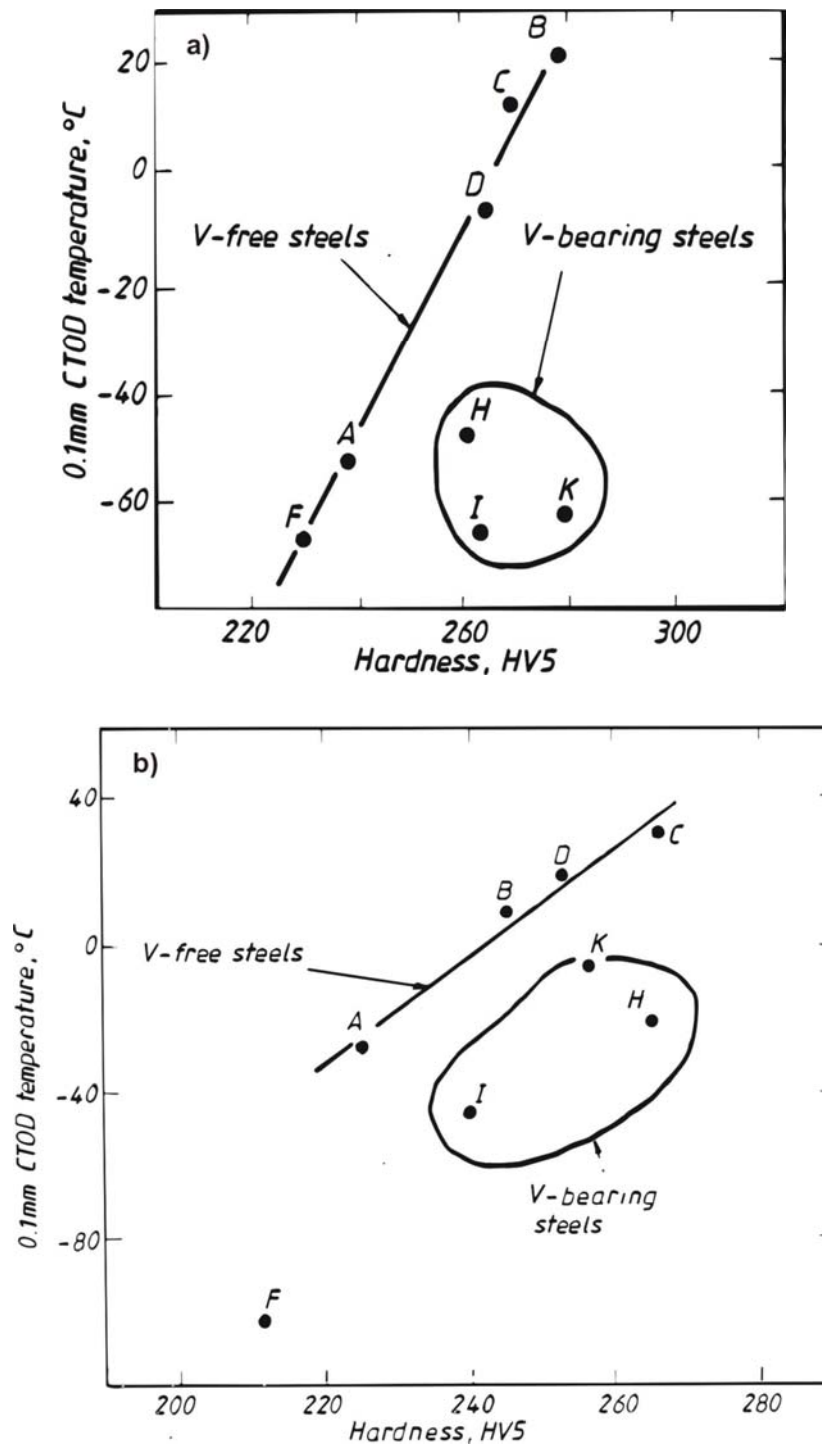 a)
B
20
C
0
D
V-free steels
V-bearing steels
-20
-40
H
A
I
K
F
-60
0.1mm CTOD temperature, °C
220
260
300
Hardness, HV5
b)
40
C
D
B
0
K
V-free steels
H
A
I
-40
V-bearing
steels
-80
F
0.1mm CTOD temperature, °C
200
220
240
260
280
Hardness, HV5